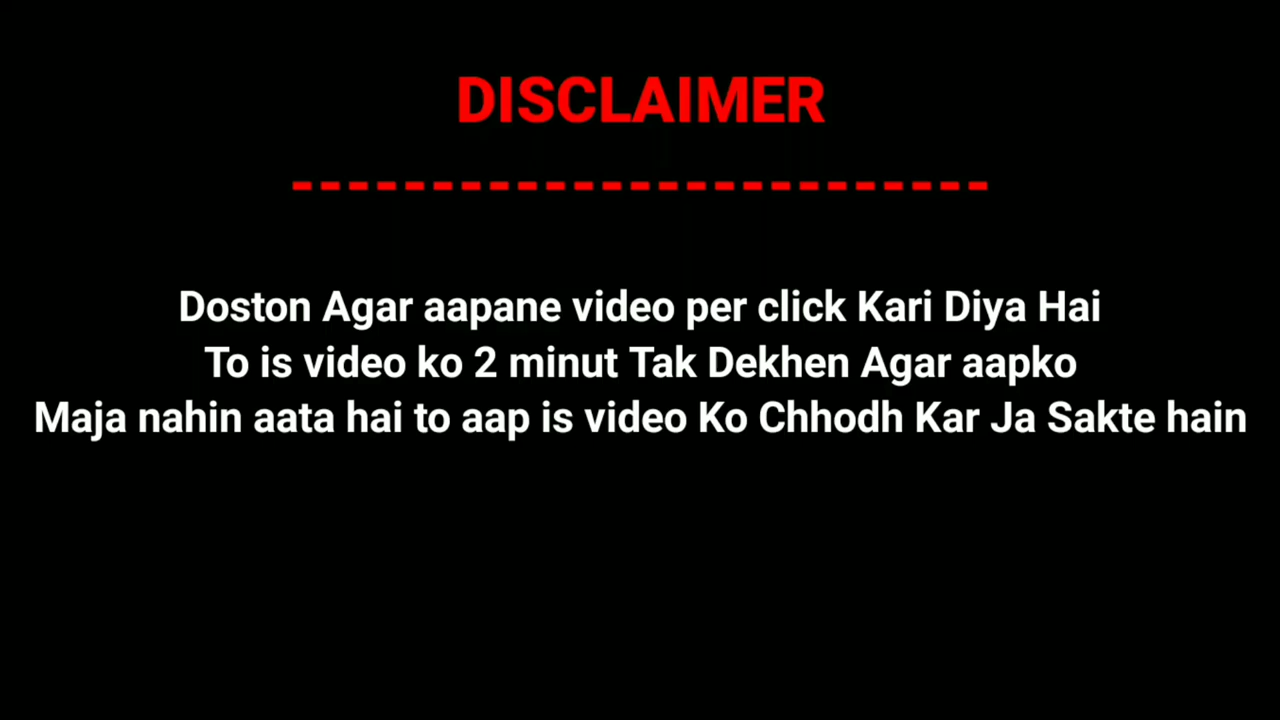 DISCLAIMER
-------------------------
Doston Agar aapane video per click Kari Diya Hai
To is video ko 2 minut Tak Dekhen Agar aapko
Maja nahin aata hai to aap is video Ko Chhodh Kar Ja Sakte hain